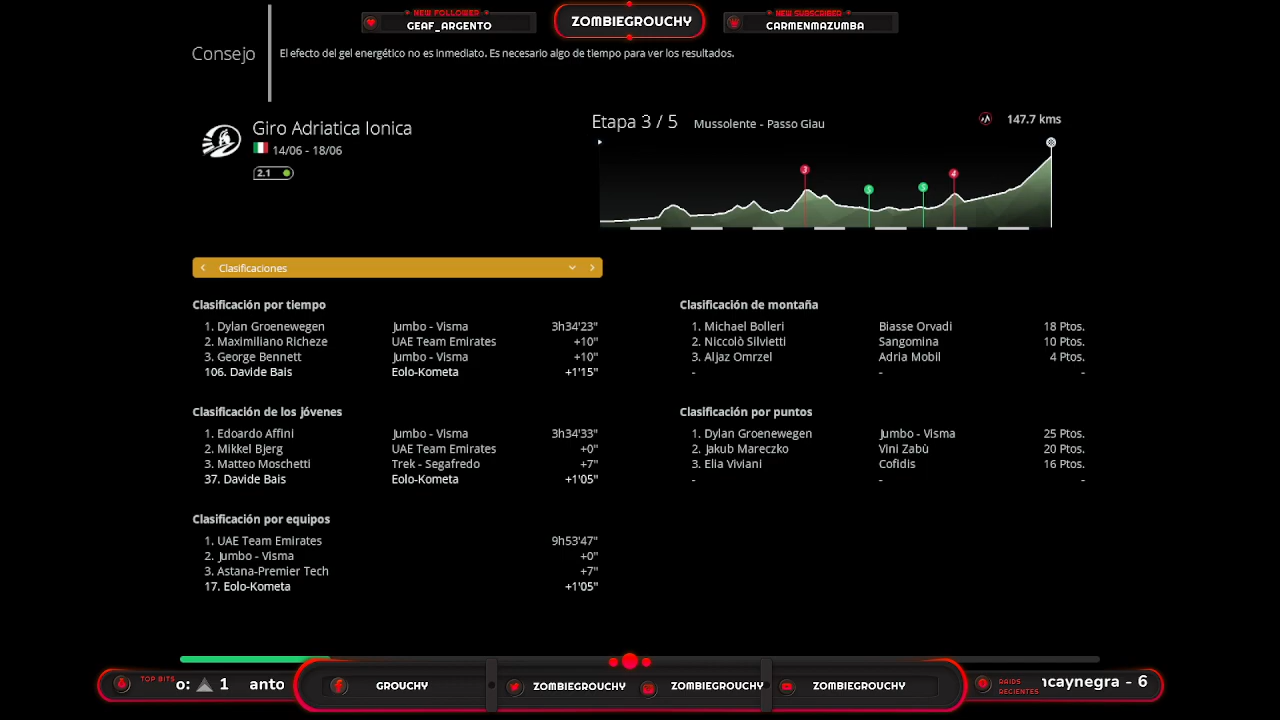 NEW FOLLOWER
GEAF_ARGENTO
ZOMBIEGROUCHY
NEW SUBSCRIBER
CARMENMAZUMBA
Consejo
El efecto del gel energético no es inmediato. Es necesario algo de tiempo para ver los resultados.
Giro Adriatica Ionica
14/06 - 18/06
2.1
Etapa 3 / 5 Mussolente - Passo Giau
147.7 kms
3
S
S
4
Clasificaciones
Clasificación por tiempo
1. Dylan Groenewegen Jumbo - Visma 3h34'23"
2. Maximiliano Richeze UAE Team Emirates +10"
3. George Bennett Jumbo - Visma +10"
106. Davide Bais Eolo-Kometa +1'15"
Clasificación de montaña
1. Michael Bolleri Biasse Orvadi 18 Ptos.
2. Niccolò Silvietti Sangomina 10 Ptos.
3. Aljaz Omrzel Adria Mobil 4 Ptos.
- - -
Clasificación de los jóvenes
1. Edoardo Affini Jumbo - Visma 3h34'33"
2. Mikkel Bjerg UAE Team Emirates +0"
3. Matteo Moschetti Trek - Segafredo +7"
37. Davide Bais Eolo-Kometa +1'05"
Clasificación por puntos
1. Dylan Groenewegen Jumbo - Visma 25 Ptos.
2. Jakub Mareczko Vini Zabù 20 Ptos.
3. Elia Viviani Cofidis 16 Ptos.
- - -
Clasificación por equipos
1. UAE Team Emirates 9h53'47"
2. Jumbo - Visma +0"
3. Astana-Premier Tech +7"
17. Eolo-Kometa +1'05"
TOP BITS
o: 1 anto
GROUCHY
ZOMBIEGROUCHY
ZOMBIEGROUCHY
ZOMBIEGROUCHY
RAIDS
RECIENTES
ncaynegra - 6